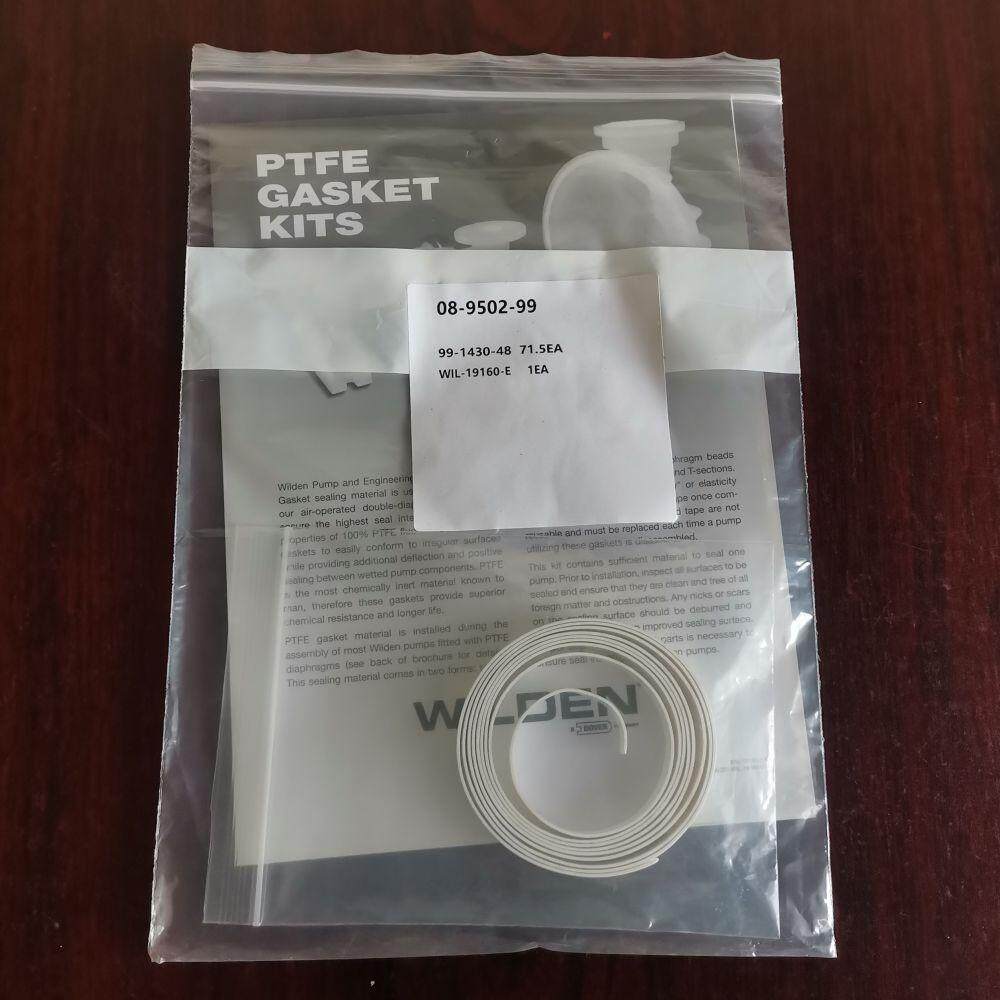 PTFE
GASKET
KITS
08-9502-99
99-1430-48 71.5EA
WIL-19160-E 1EA
Wilden Pump and Engineering
Gasket sealing material is
our air-operated
ensure the highest seal
properties of 100% PTFE
gaskets to easily conform to irregular surfaces
while providing additional deflection and positive
sealing between wetted pump components. PTFE
is the most chemically inert material known to
man, therefore these gaskets provide superior
chemical resistance and longer life.
PTFE gasket material is installed during the
assembly of most Wilden pumps fitted with PTFE
diaphragms (see back of brochure for
This sealing material comes in two forms.
beads
and T-sections.
or elasticity
once com-
tape are not
reusable and must be replaced each time a pump
utilizing these gaskets is disassembled.
This kit contains sufficient material to seal one
pump. Prior to installation, inspect all surfaces to be
sealed and ensure that they are clean and free of all
foreign matter and obstructions. Any nicks or scars
on the sealing surface should be deburred and
improved sealing surface.
parts is necessary to
ensure seal
pumps.
WILDEN
DOVER